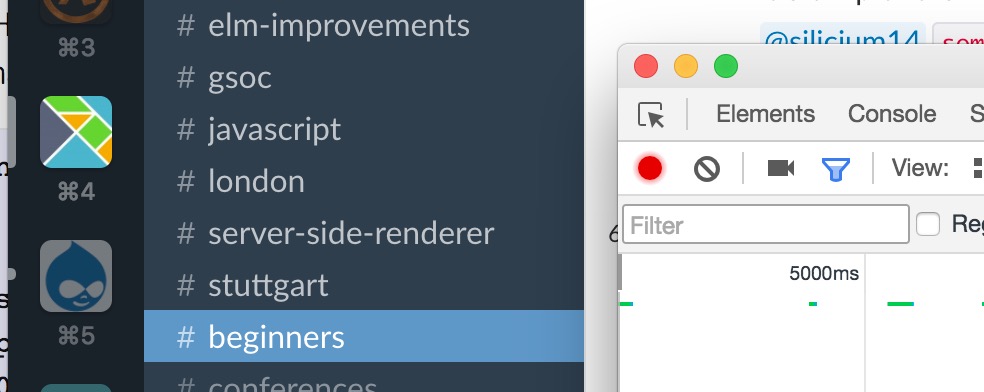 ⌘3
⌘4
⌘5
# elm-improvements
# gsoc
# javascript
# london
# server-side-renderer
# stuttgart
# beginners
# conferences
@silicium14
Elements Console
View:
Filter
5000ms